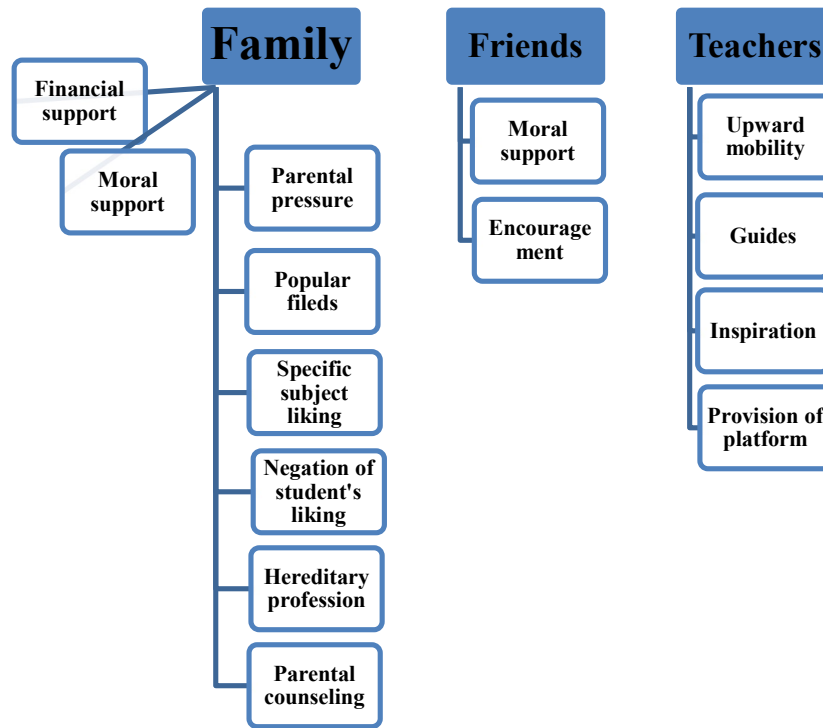 Family
Financial
support
Moral
support
Parental
pressure
Popular
fileds
Specific
subject
liking
Negation of
student's
liking
Hereditary
profession
Parental
counseling
Friends
Moral
support
Encourage
ment
Teachers
Upward
mobility
Guides
Inspiration
Provision of
platform